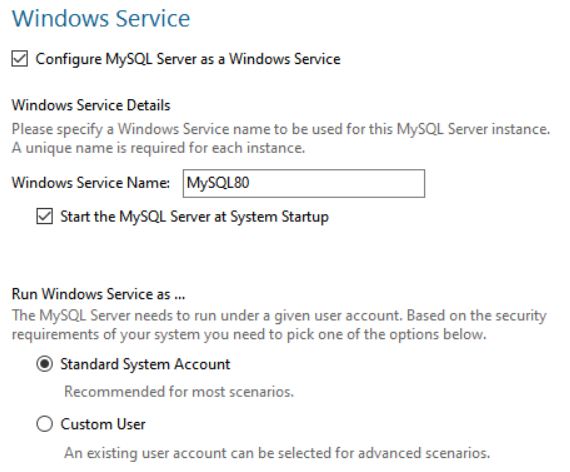 Windows Service
Configure MySQL Server as a Windows Service
Windows Service Details
Please specify a Windows Service name to be used for this MySQL Server instance.
A unique name is required for each instance.
Windows Service Name: MySQL80
Start the MySQL Server at System Startup
Run Windows Service as ...
The MySQL Server needs to run under a given user account. Based on the security
requirements of your system you need to pick one of the options below.
Standard System Account
Recommended for most scenarios.
Custom User
An existing user account can be selected for advanced scenarios.